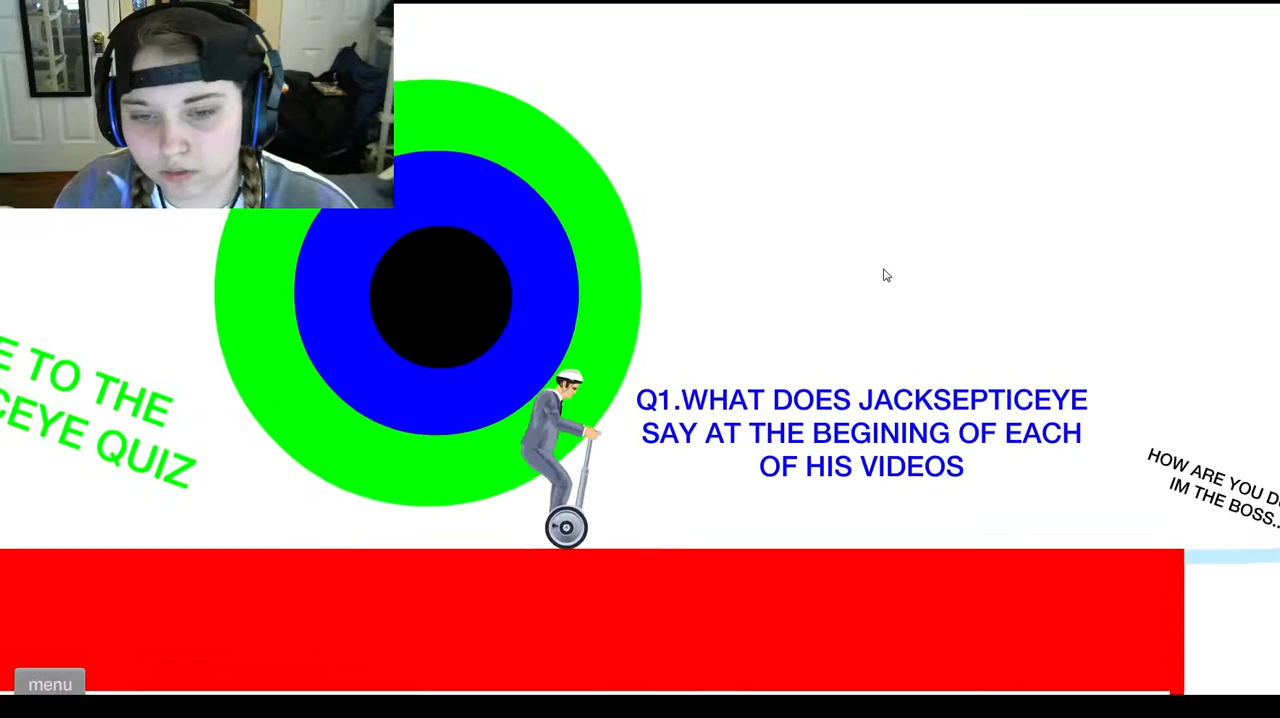 E TO THE
CEYE QUIZ
Q1.WHAT DOES JACKSEPTICEYE
SAY AT THE BEGINING OF EACH
OF HIS VIDEOS
HOW ARE YOU D
IM THE BOSS..
menu